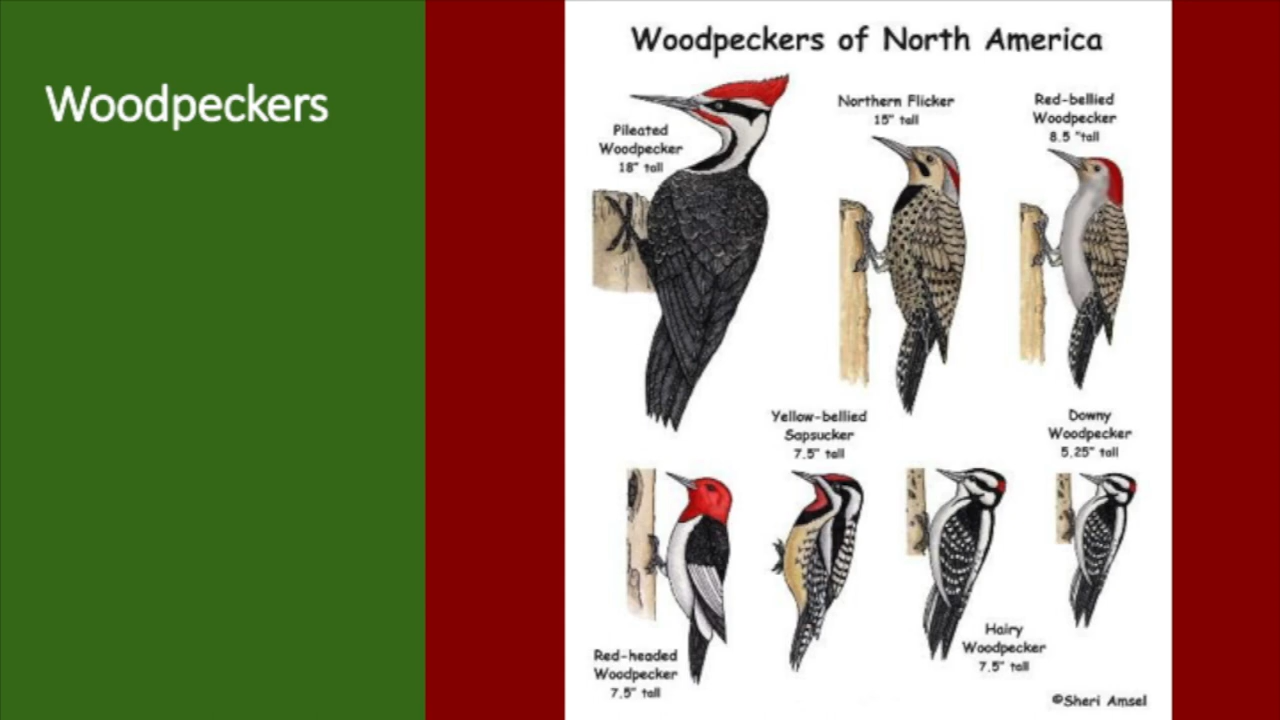 Woodpeckers
Woodpeckers of North America
Pileated
Woodpecker
18" tall
Northern Flicker
15" tall
Red-bellied
Woodpecker
8.5 "tall
Yellow-bellied
Sapsucker
7.5" tall
Downy
Woodpecker
5.25" tall
Red-headed
Woodpecker
7.5" tall
Hairy
Woodpecker
7.5" tall
©Sheri Amsel